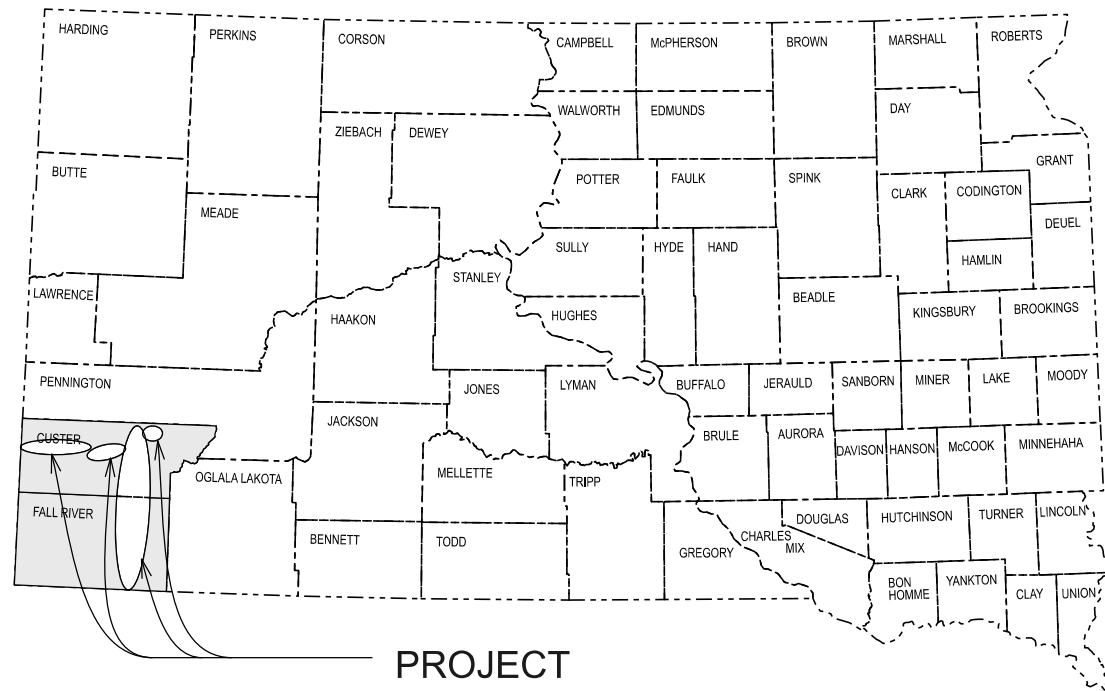 HARDING
PERKINS
CORSON
CAMPBELL
McPHERSON
BROWN
MARSHALL
ROBERTS
WALWORTH
EDMUNDS
DAY
ZIEBACH
DEWEY
GRANT
BUTTE
POTTER
FAULK
SPINK
CLARK
CODINGTON
MEADE
DEUEL
SULLY
HYDE
HAND
HAMLIN
STANLEY
LAWRENCE
BEADLE
KINGSBURY
BROOKINGS
HAAKON
HUGHES
PENNINGTON
JONES
LYMAN
BUFFALO
JERAULD
SANBORN
MINER
LAKE
MOODY
JACKSON
BRULE
AURORA
CUSTER
DAVISON
HANSON
McCOOK
MINNEHAHA
OGLALA LAKOTA
MELLETTE
TRIPP
FALL RIVER
DOUGLAS
HUTCHINSON
TURNER
LINCOLN
BENNETT
TODD
GREGORY
CHARLES
MIX
BON
HOMME
YANKTON
CLAY
UNION
PROJECT